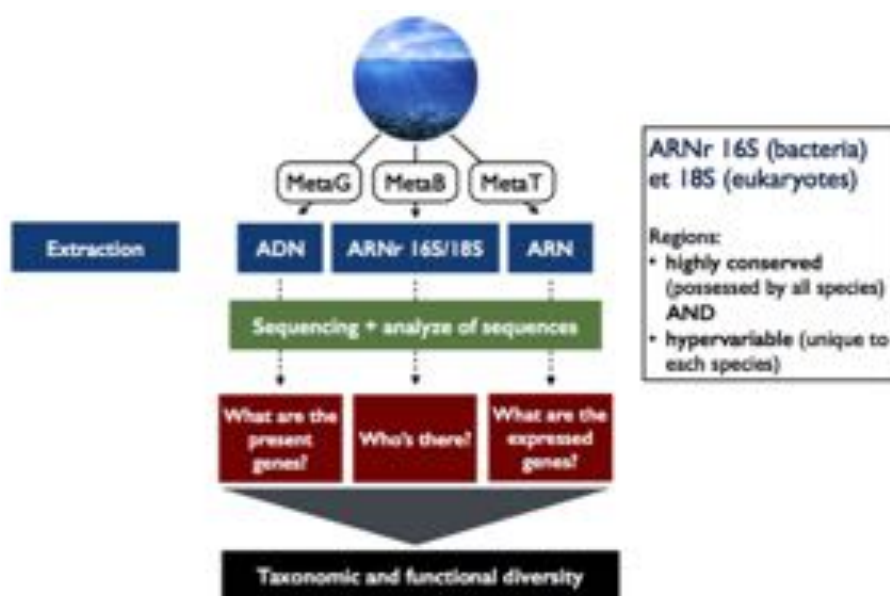 MetaG
MetaB
MetaT
Extraction
ADN
ARNr 16S/18S
ARN
Sequencing + analyze of sequences
What are the
present
genes?
Who's there?
What are the
expressed
genes?
Taxonomic and functional diversity
ARNr 16S (bacteria)
et 18S (eukaryotes)
Regions:
• highly conserved
(possessed by all species)
AND
• hypervariable (unique to
each species)